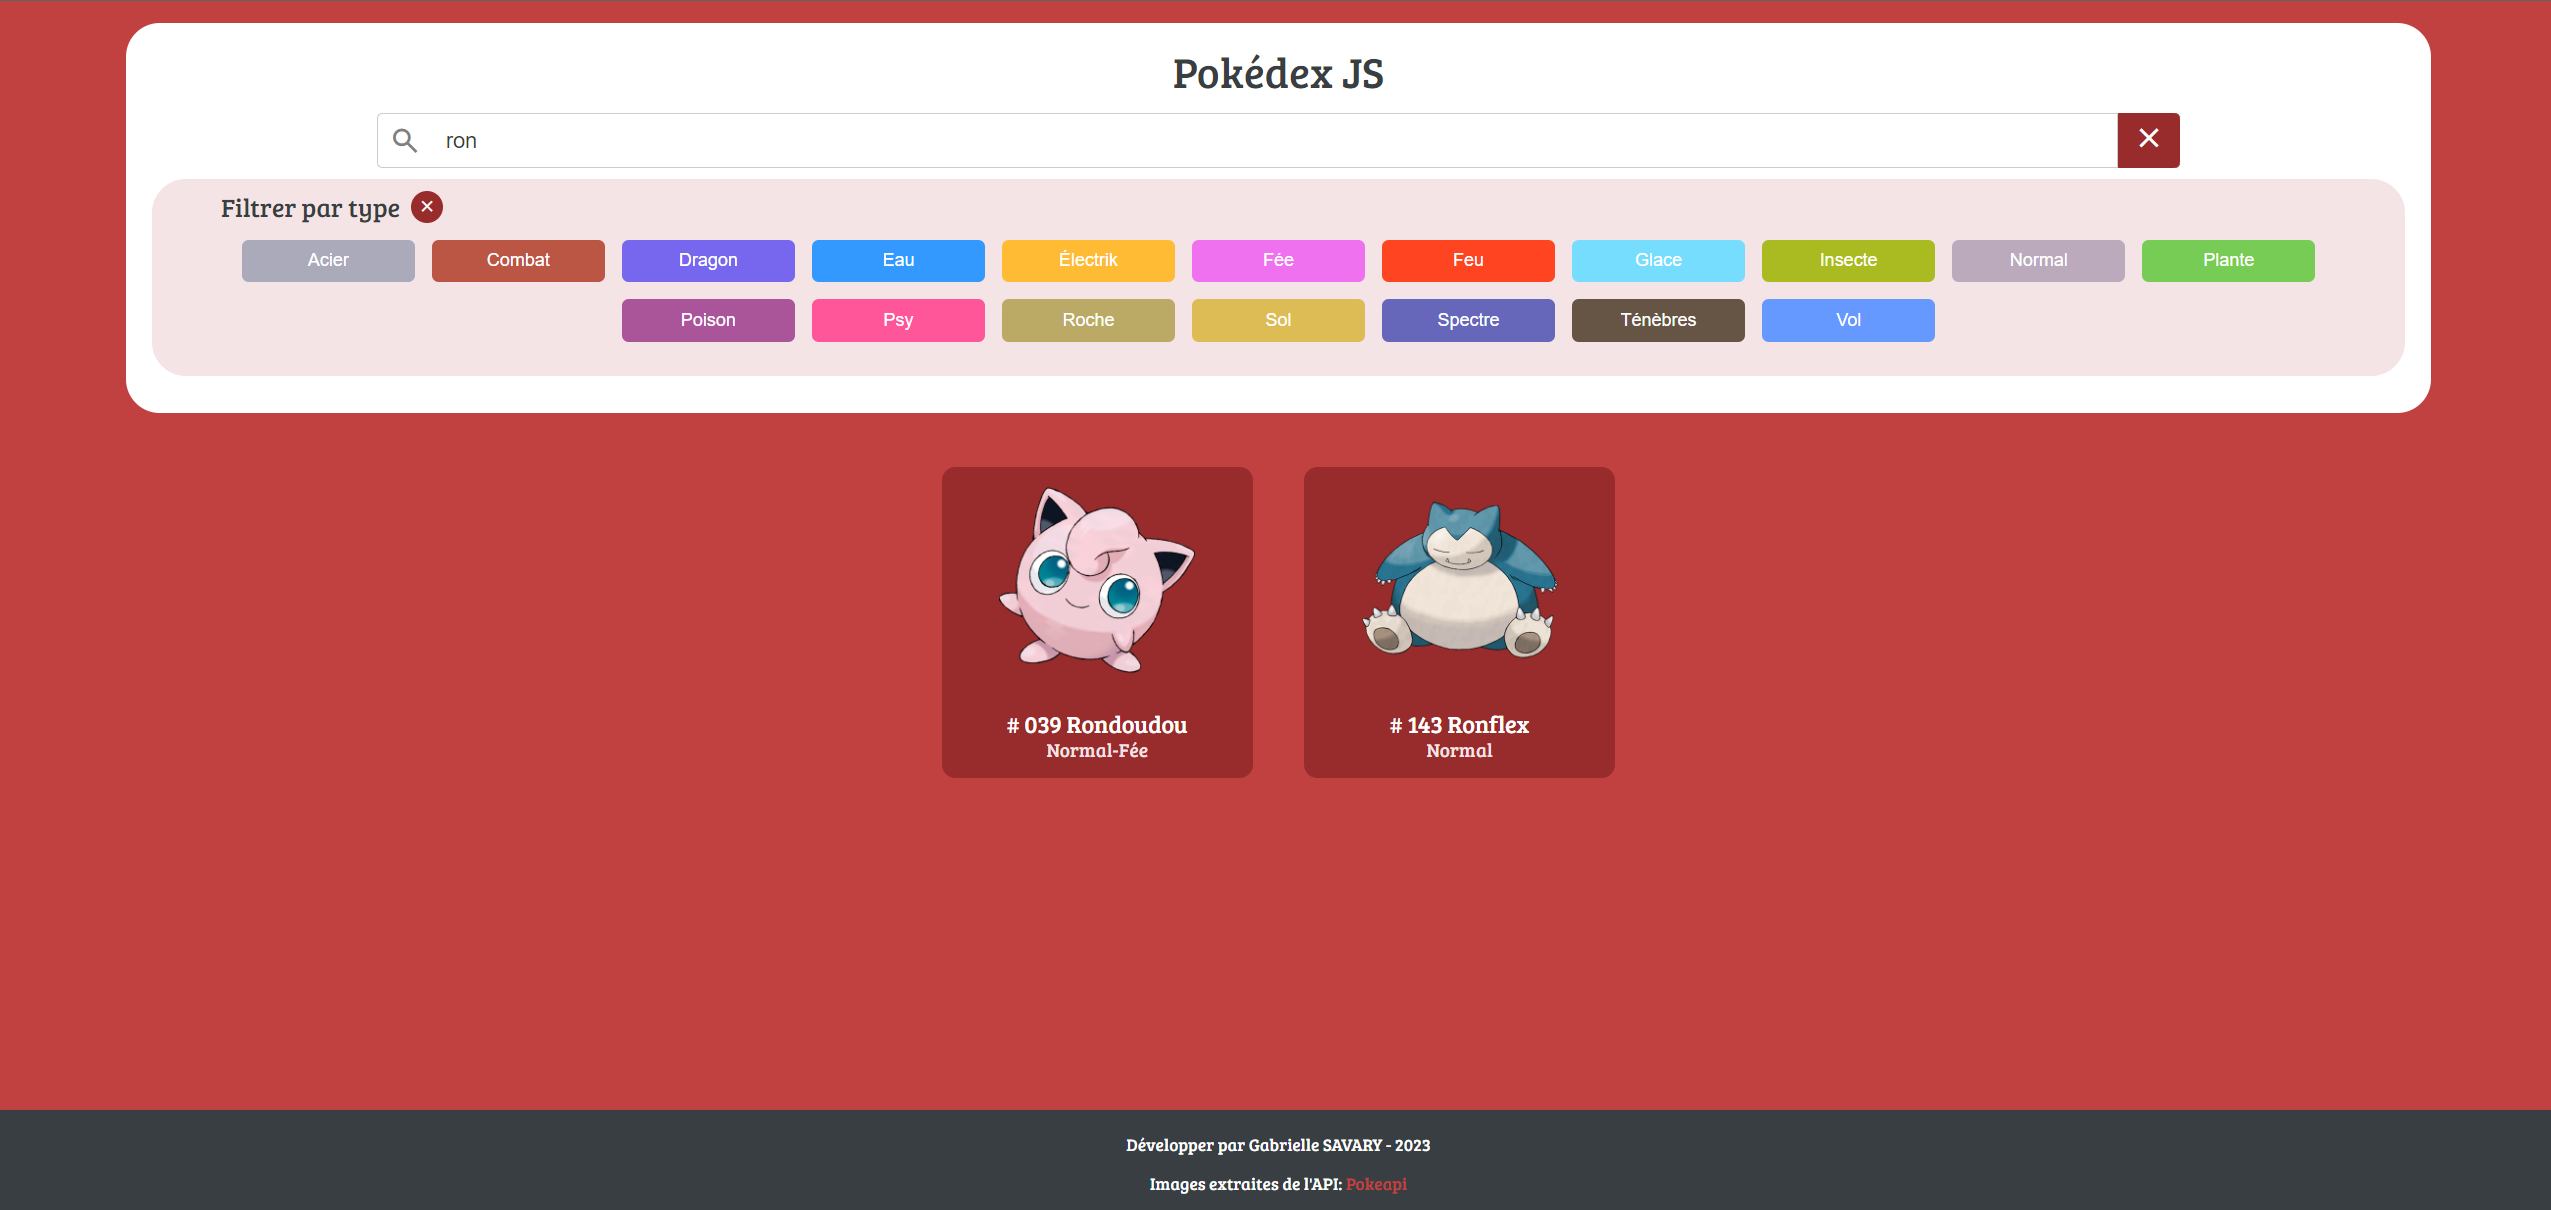 Pokédex JS
ron
Filtrer par type
Acier Combat Dragon Eau Électrik Fée Feu Glace Insecte Normal Plante
Poison Psy Roche Sol Spectre Ténèbres Vol
# 039 Rondoudou
Normal-Fée
# 143 Ronflex
Normal
Développer par Gabrielle SAVARY - 2023
Images extraites de l'API: Pokeapi